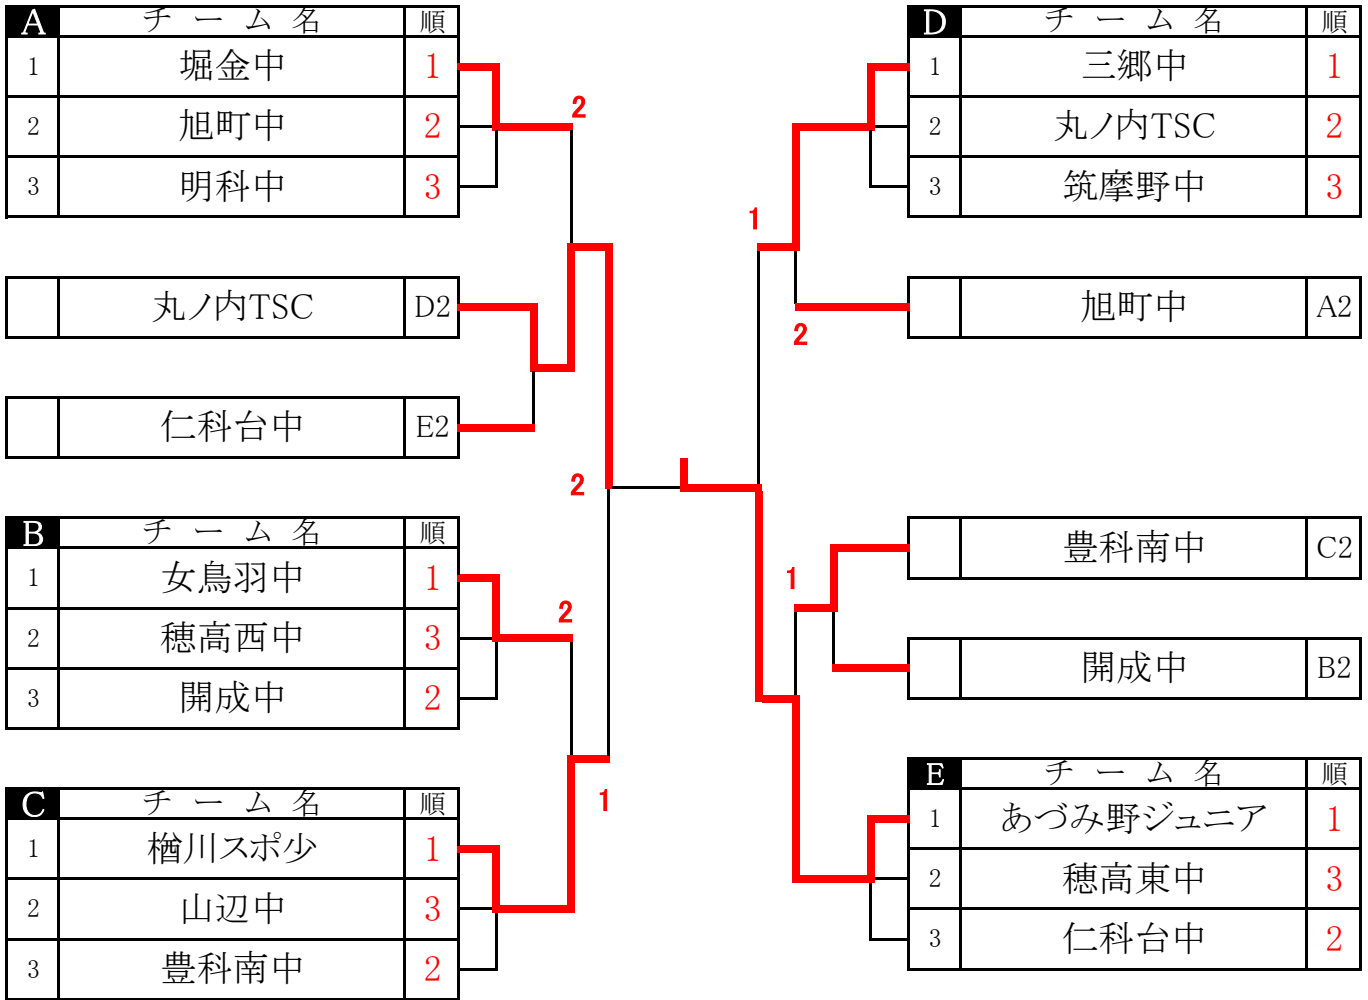 A チーム名 順
1 堀金中 1
2 旭町中 2
3 明科中 3
丸ノ内TSC D2
仁科台中 E2
B チーム名 順
1 女鳥羽中 1
2 穂高西中 3
3 開成中 2
C チーム名 順
1 楢川スポ少 1
2 山辺中 3
3 豊科南中 2
2
2
2
1
1
2
1
D チーム名 順
1 三郷中 1
2 丸ノ内TSC 2
3 筑摩野中 3
旭町中 A2
豊科南中 C2
開成中 B2
E チーム名 順
1 あづみ野ジュニア 1
2 穂高東中 3
3 仁科台中 2